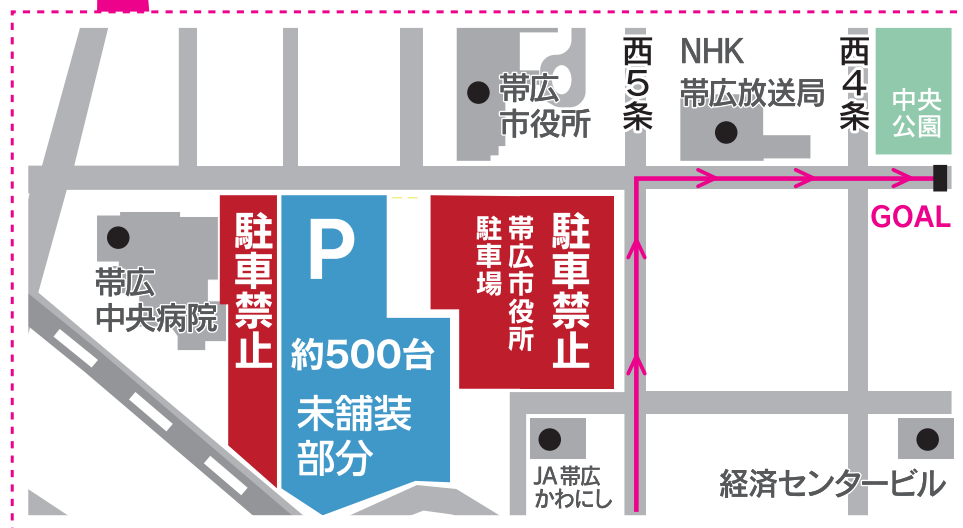 帯広
市役所
西5条
NHK
帯広放送局
西4条
中央
公園
GOAL
帯広
中央病院
駐車禁止
P
約500台
未舗装
部分
駐車禁止
帯広市役所
駐車場
JA帯広
かわにし
経済センタービル